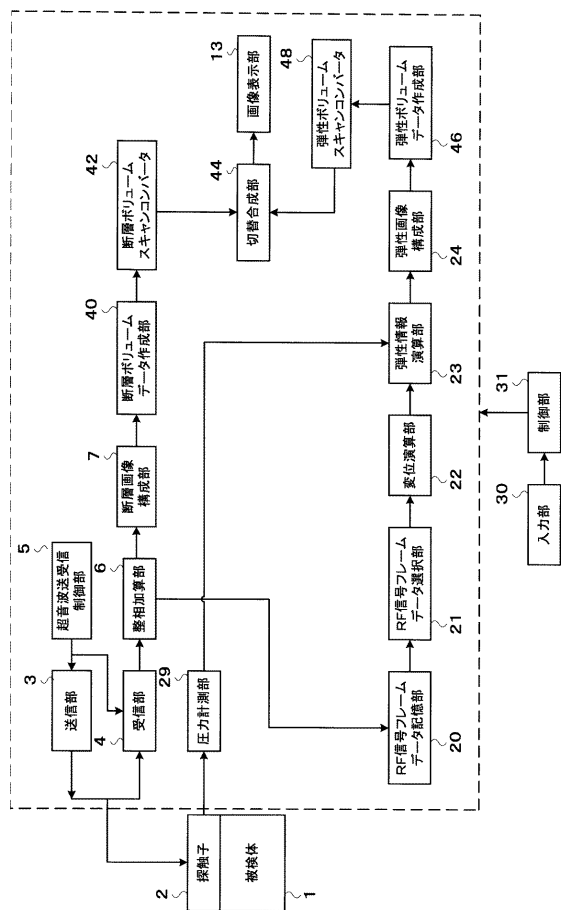 5
超音波送受信
制御部
3
送信部
4
受信部
6
整相加算部
7
断層画像
構成部
40
断層ボリューム
データ作成部
42
断層ボリューム
スキャンコンバータ
44
切替合成部
13
画像表示部
48
弾性ボリューム
スキャンコンバータ
2
探触子
1
被検体
29
圧力計測部
20
RF信号フレーム
データ記憶部
21
RF信号フレーム
データ選択部
22
変位演算部
23
弾性情報
演算部
24
弾性画像
構成部
46
弾性ボリューム
データ作成部
30
入力部
31
制御部